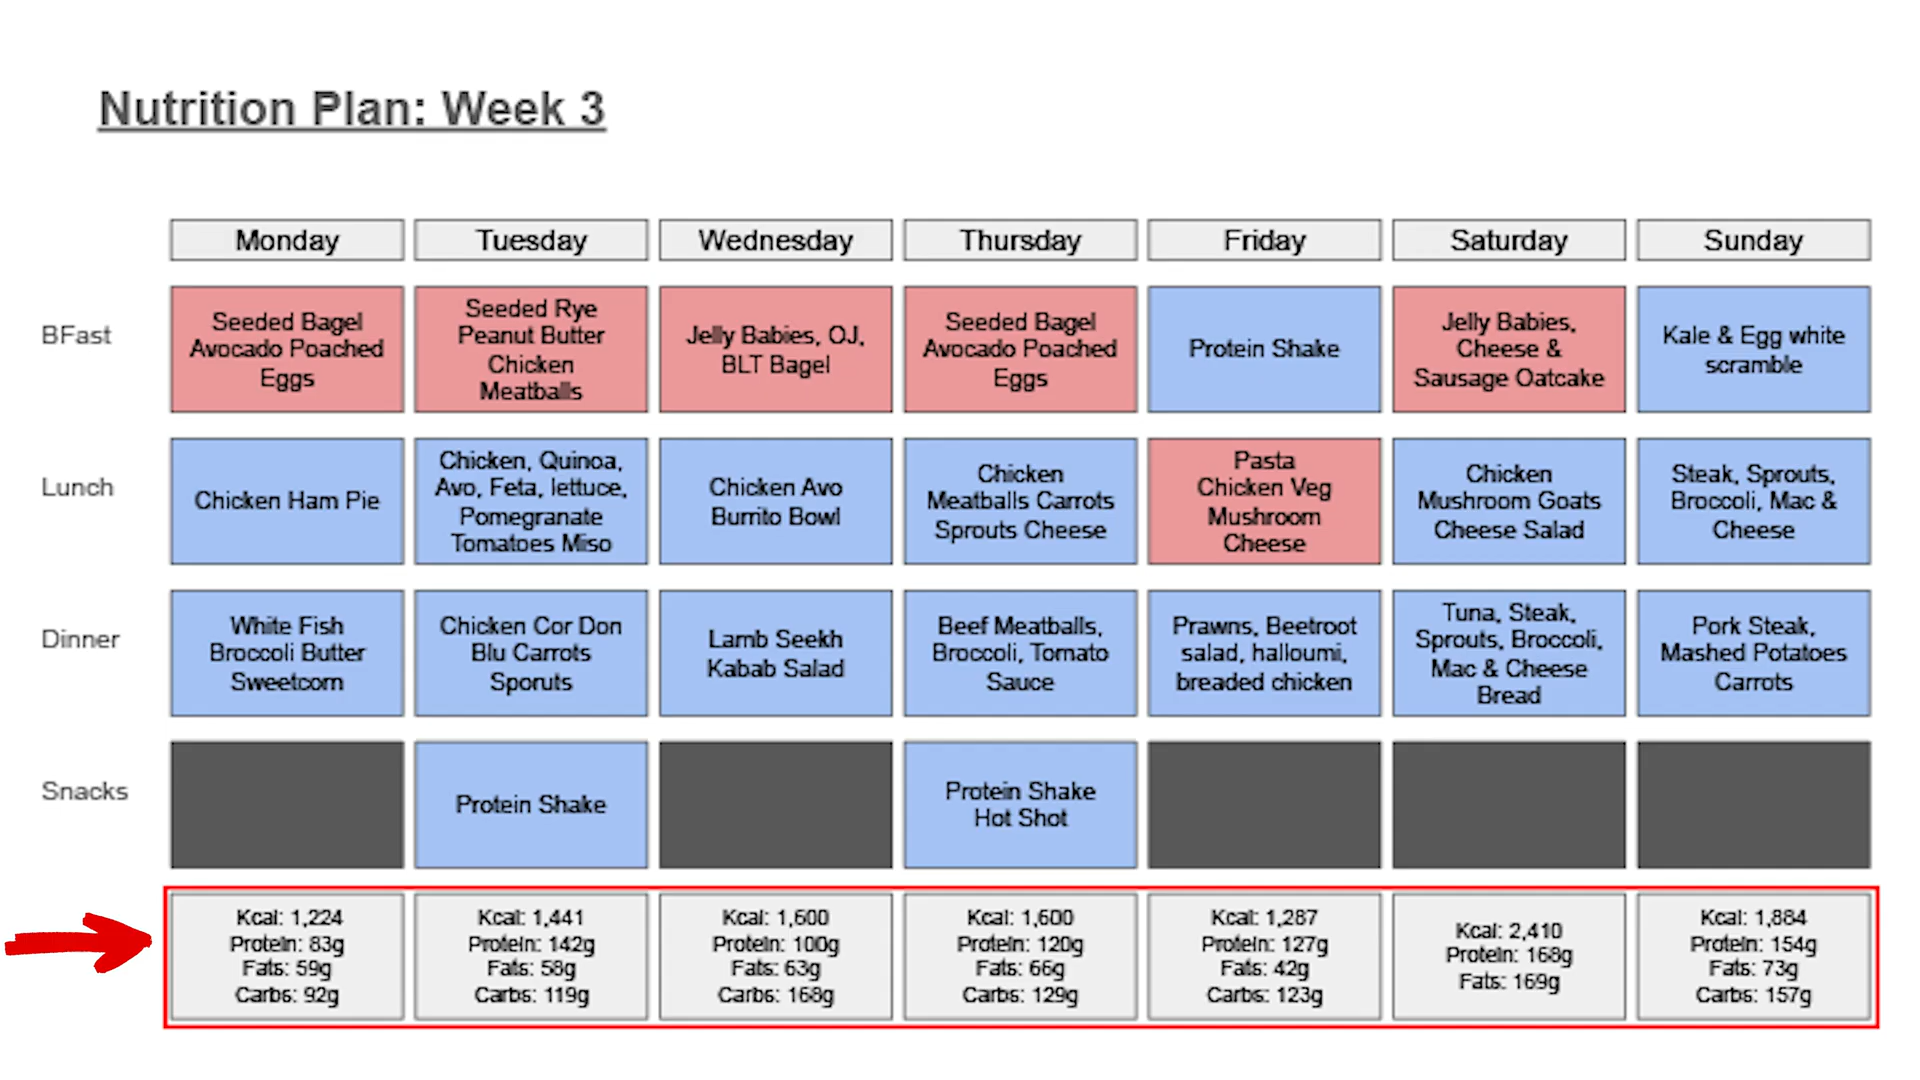 Nutrition Plan: Week 3
Monday
Tuesday
Wednesday
Thursday
Friday
Saturday
Sunday
BFast
Seeded Bagel
Avocado Poached
Eggs
Seeded Rye
Peanut Butter
Chicken
Meatballs
Jelly Babies, OJ,
BLT Bagel
Seeded Bagel
Avocado Poached
Eggs
Protein Shake
Jelly Babies,
Cheese &
Sausage Oatcake
Kale & Egg white
scramble
Lunch
Chicken Ham Pie
Chicken, Quinoa,
Avo, Feta, lettuce,
Pomegranate
Tomatoes Miso
Chicken Avo
Burrito Bowl
Chicken
Meatballs Carrots
Sprouts Cheese
Pasta
Chicken Veg
Mushroom
Cheese
Chicken
Mushroom Goats
Cheese Salad
Steak, Sprouts,
Broccoli, Mac &
Cheese
Dinner
White Fish
Broccoli Butter
Sweetcorn
Chicken Cor Don
Blu Carrots
Sporuts
Lamb Seekh
Kabab Salad
Beef Meatballs,
Broccoli, Tomato
Sauce
Prawns, Beetroot
salad, halloumi,
breaded chicken
Tuna, Steak,
Sprouts, Broccoli,
Mac & Cheese
Bread
Pork Steak,
Mashed Potatoes
Carrots
Snacks
Protein Shake
Protein Shake
Hot Shot
Kcal: 1,224
Protein: 83g
Fats: 59g
Carbs: 92g
Kcal: 1,441
Protein: 142g
Fats: 58g
Carbs: 119g
Kcal: 1,600
Protein: 100g
Fats: 63g
Carbs: 168g
Kcal: 1,600
Protein: 120g
Fats: 66g
Carbs: 129g
Kcal: 1,287
Protein: 127g
Fats: 42g
Carbs: 123g
Kcal: 2,410
Protein: 168g
Fats: 169g
Kcal: 1,884
Protein: 154g
Fats: 73g
Carbs: 157g